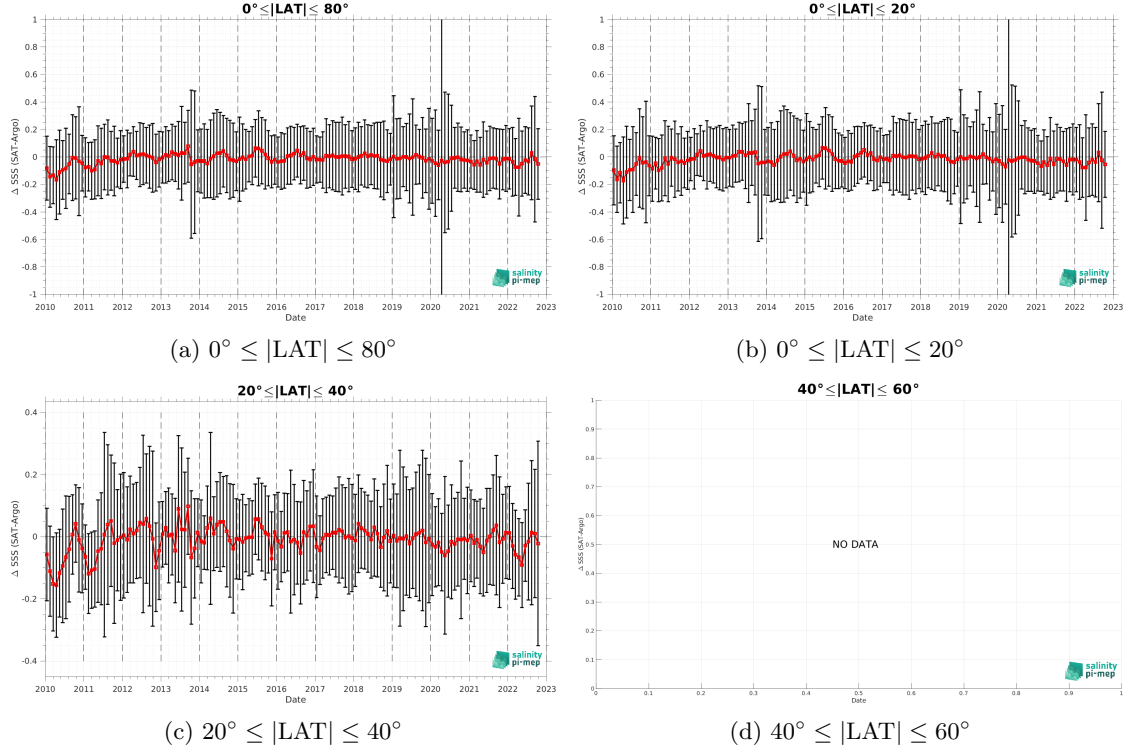 0°≤|LAT|≤ 80°
Δ SSS (SAT-Argo)
1
0.8
0.6
0.4
0.2
0
-0.2
-0.4
-0.6
-0.8
-1
2010 2011 2012 2013 2014 2015 2016 2017 2018 2019 2020 2021 2022 2023
Date
salinity
pi-mep
(a) 0° ≤ |LAT| ≤ 80°
0°≤|LAT|≤ 20°
Δ SSS (SAT-Argo)
1
0.8
0.6
0.4
0.2
0
-0.2
-0.4
-0.6
-0.8
-1
2010 2011 2012 2013 2014 2015 2016 2017 2018 2019 2020 2021 2022 2023
Date
salinity
pi-mep
(b) 0° ≤ |LAT| ≤ 20°
20°≤|LAT|≤ 40°
Δ SSS (SAT-Argo)
0.4
0.2
0
-0.2
-0.4
2010 2011 2012 2013 2014 2015 2016 2017 2018 2019 2020 2021 2022 2023
Date
salinity
pi-mep
(c) 20° ≤ |LAT| ≤ 40°
40°≤|LAT|≤ 60°
Δ SSS (SAT-Argo)
1
0.9
0.8
0.7
0.6
0.5
0.4
0.3
0.2
0.1
0
NO DATA
0 0.1 0.2 0.3 0.4 0.5 0.6 0.7 0.8 0.9 1
Date
salinity
pi-mep
(d) 40° ≤ |LAT| ≤ 60°